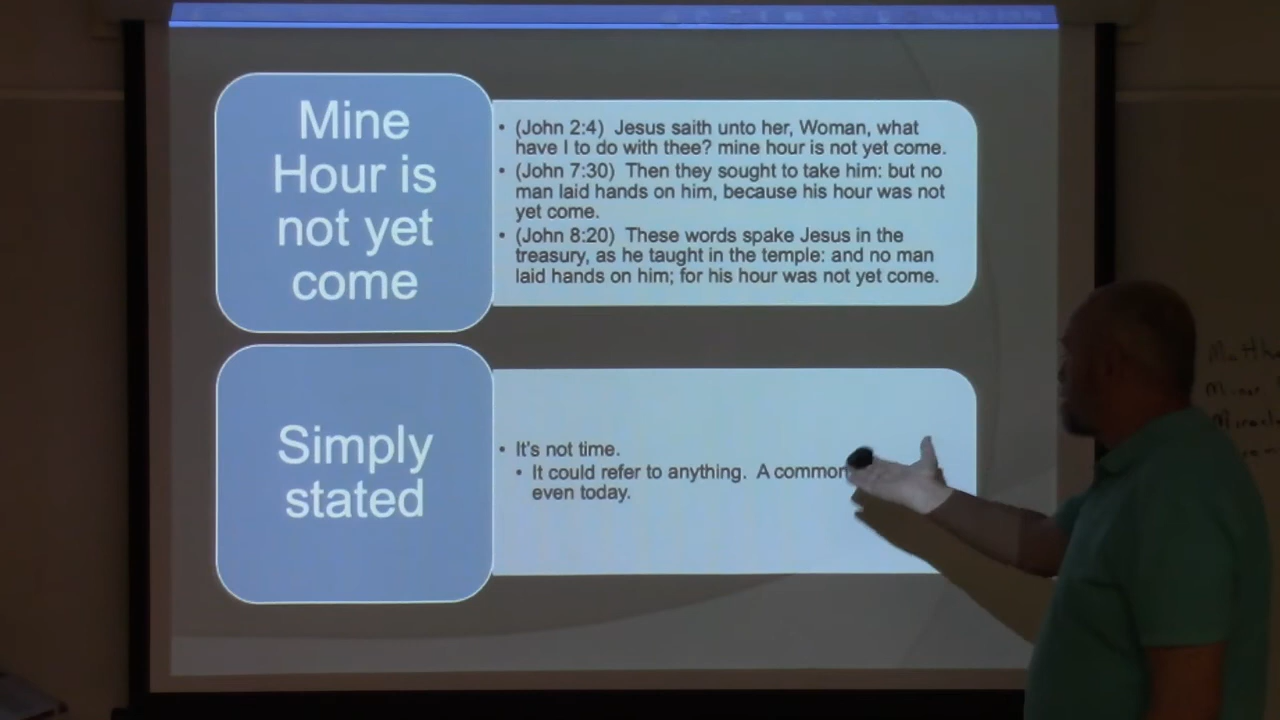 Mine
Hour is
not yet
come
• (John 2:4) Jesus saith unto her, Woman, what
have I to do with thee? mine hour is not yet come.
• (John 7:30) Then they sought to take him: but no
man laid hands on him, because his hour was not
yet come.
• (John 8:20) These words spake Jesus in the
treasury, as he taught in the temple: and no man
laid hands on him; for his hour was not yet come.
Simply
stated
• It's not time.
• It could refer to anything. A common
even today.